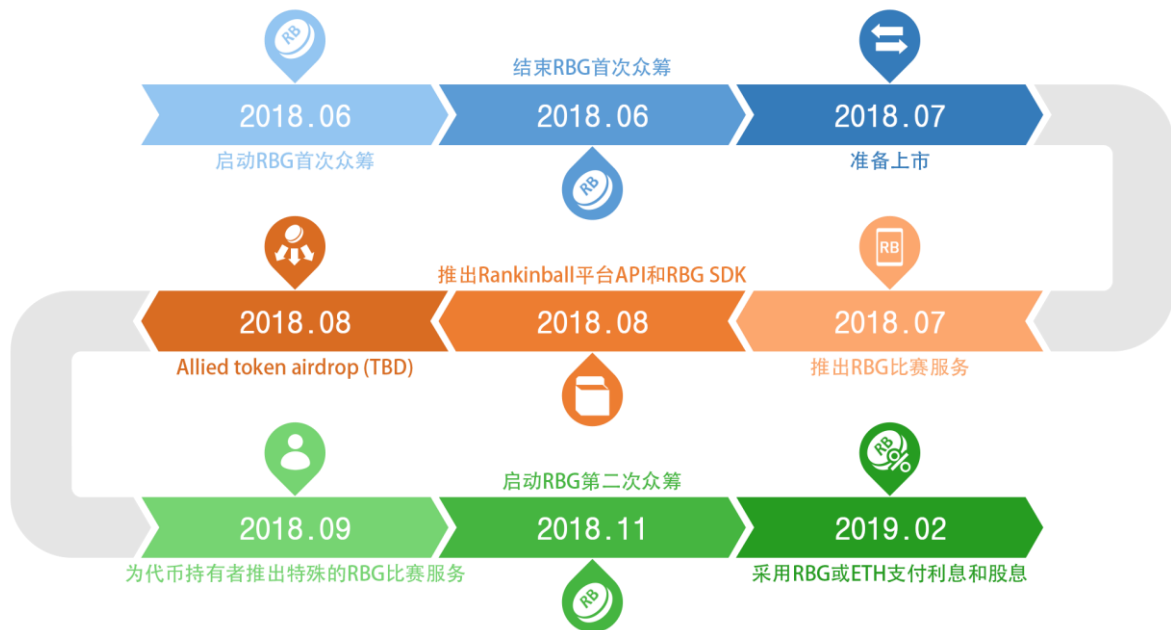 RB
结束RBG首次众筹
2018.06
2018.06
2018.07
启动RBG首次众筹
准备上市
RB
RB
推出Rankinball平台API和RBG SDK
2018.08
2018.08
2018.07
Allied token airdrop (TBD)
推出RBG比赛服务
启动RBG第二次众筹
RB
2018.09
2018.11
2019.02
为代币持有者推出特殊的RBG比赛服务
采用RBG或ETH支付利息和股息
RB